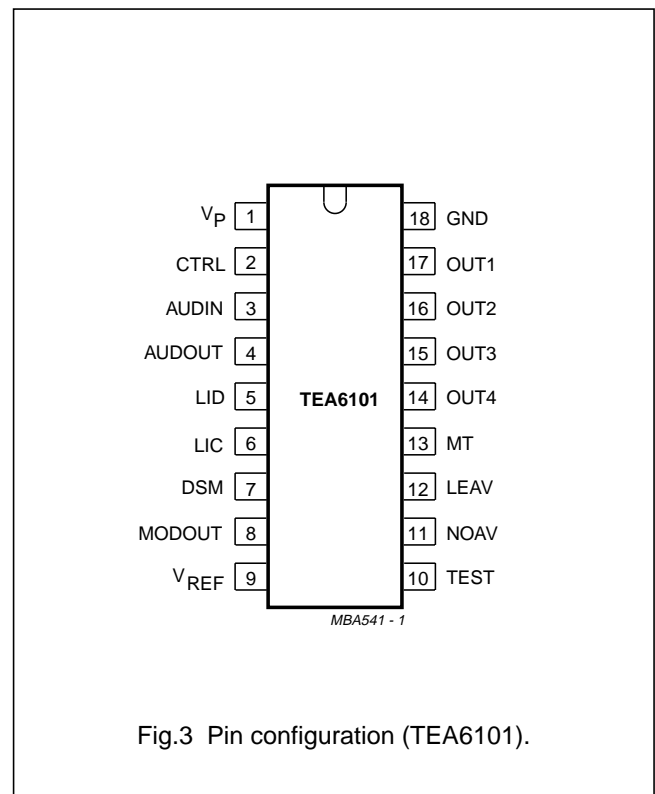 VP 1 18 GND
CTRL 2 17 OUT1
AUDIN 3 16 OUT2
AUDOUT 4 15 OUT3
LID 5 TEA6101 14 OUT4
LIC 6 13 MT
DSM 7 12 LEAV
MODOUT 8 11 NOAV
VREF 9 10 TEST
MBA541 - 1
Fig.3 Pin configuration (TEA6101).